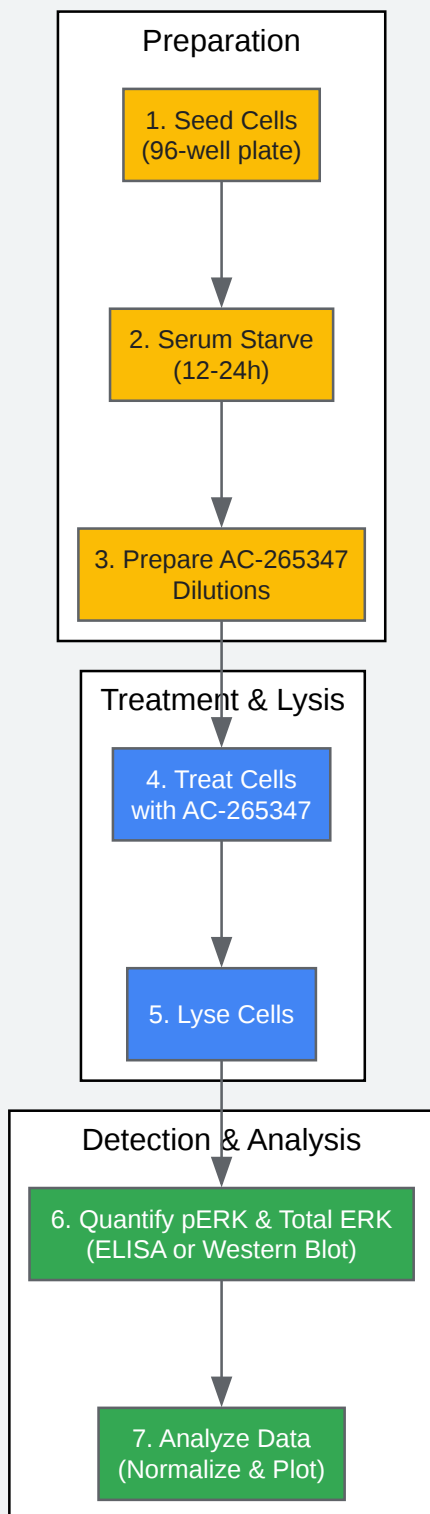 Preparation
1. Seed Cells
(96-well plate)
2. Serum Starve
(12-24h)
3. Prepare AC-265347
Dilutions
Treatment & Lysis
4. Treat Cells
with AC-265347
5. Lyse Cells
Detection & Analysis
6. Quantify pERK & Total ERK
(ELISA or Western Blot)
7. Analyze Data
(Normalize & Plot)